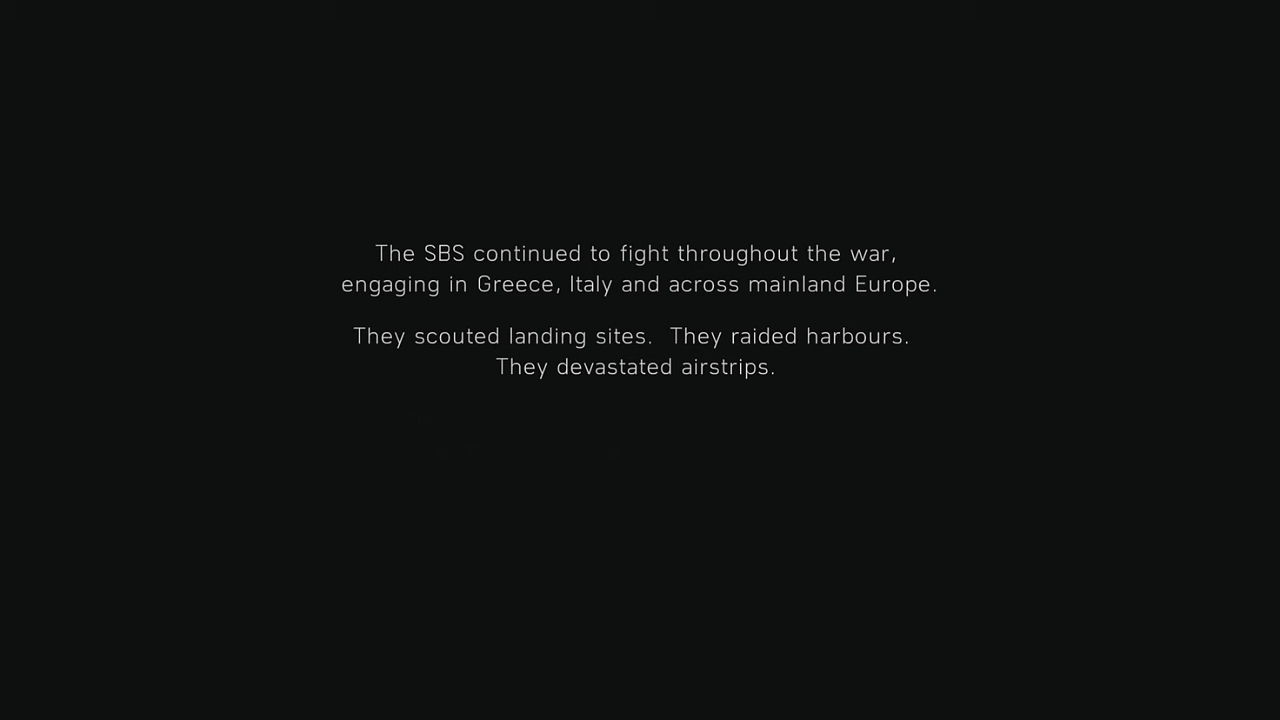 The SBS continued to fight throughout the war,
engaging in Greece, Italy and across mainland Europe.
They scouted landing sites.  They raided harbours.
They devastated airstrips.